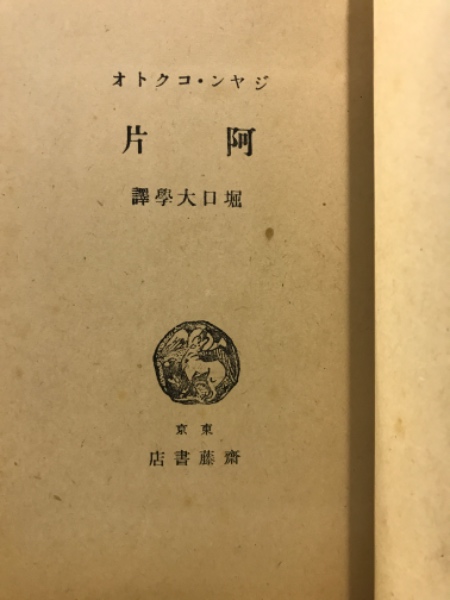 ジヤン・コクトオ
阿片
堀口大學譯
東京
齋藤書店